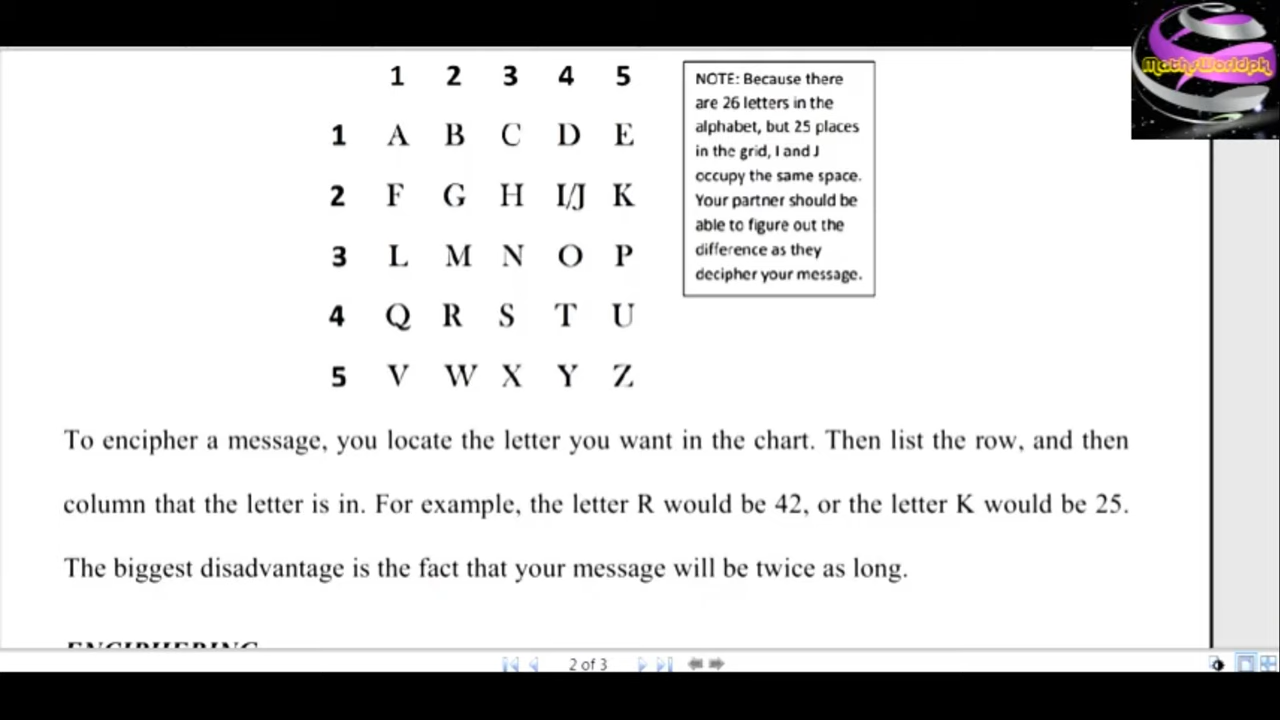 MathsWorldpk
1 2 3 4 5
1 A B C D E
2 F G H I/J K
3 L M N O P
4 Q R S T U
5 V W X Y Z
NOTE: Because there
are 26 letters in the
alphabet, but 25 places
in the grid, I and J
occupy the same space.
Your partner should be
able to figure out the
difference as they
decipher your message.
To encipher a message, you locate the letter you want in the chart. Then list the row, and then
column that the letter is in. For example, the letter R would be 42, or the letter K would be 25.
The biggest disadvantage is the fact that your message will be twice as long.
ENCIPHERING
2 of 3